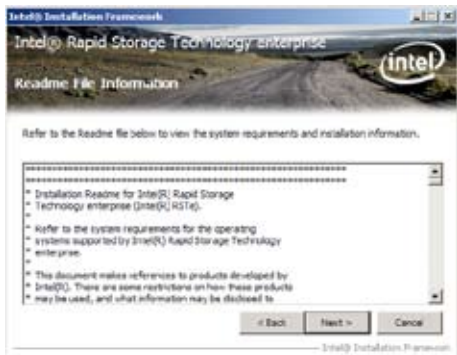 Intel® Installation Framework
Intel® Rapid Storage Technology enterprise
(intel)
Readme File Information
Refer to the Readme file below to view the system requirements and installation information.
* Installation Readme for Intel(R) Rapid Storage
* Technology enterprise (Intel(R) RSTe).
*
* Refer to the system requirements for the operating
* systems supported by Intel(R) Rapid Storage Technology
* enterprise.
*
* This document makes references to products developed by
* Intel(R). There are some restrictions on how these products
* may be used, and what information may be disclosed to
< Back
Next >
Cancel
Intel® Installation Framework